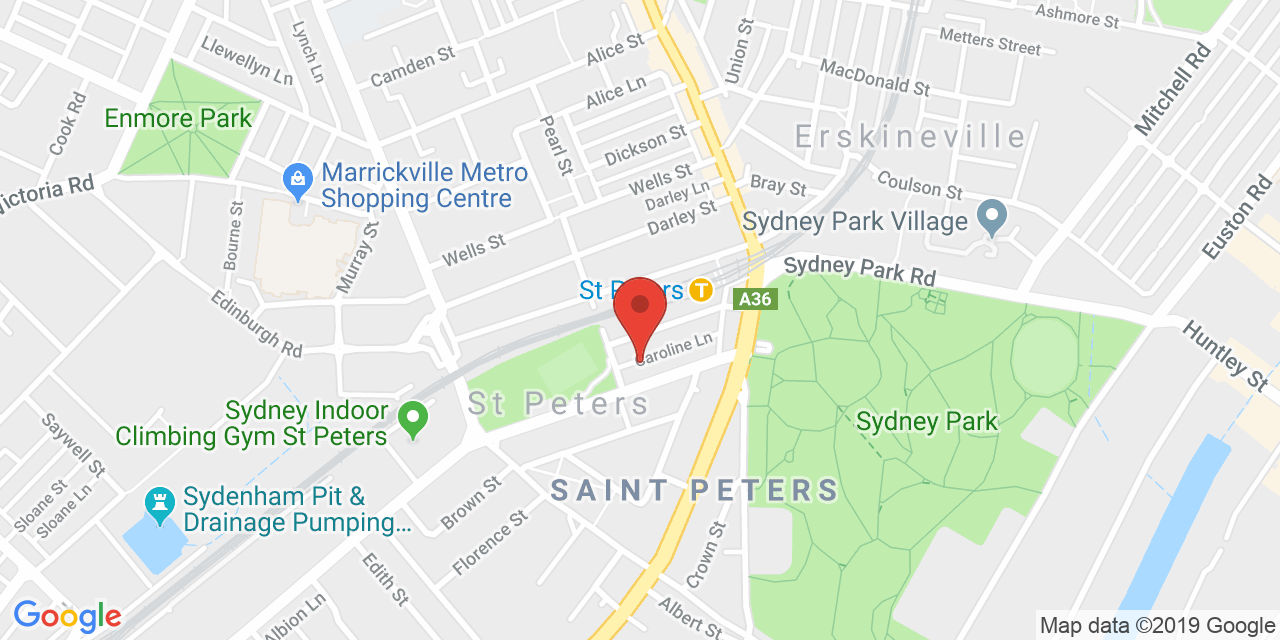 Ashmore St
Metters Street
Llewellyn Ln
Lynch Ln
Camden St
Alice St
Union St
MacDonald St
Mitchell Rd
Alice Ln
Cook Rd
Enmore Park
Pearl St
Dickson St
Erskineville
Victoria Rd
Marrickville Metro
Shopping Centre
Wells St
Darley Ln
Darley St
Bray St
Coulson St
Sydney Park Village
Euston Rd
Bourne St
Murray St
Wells St
Sydney Park Rd
St Peters
T
A36
Edinburgh Rd
Caroline Ln
Huntley St
St Peters
Sydney Indoor
Climbing Gym St Peters
Sydney Park
Saywell St
Sloane St
Sloane Ln
Sydenham Pit &
Drainage Pumping...
SAINT PETERS
Brown St
Florence St
Crown St
Edith St
Albion Ln
Albert St
Google
Map data ©2019 Google